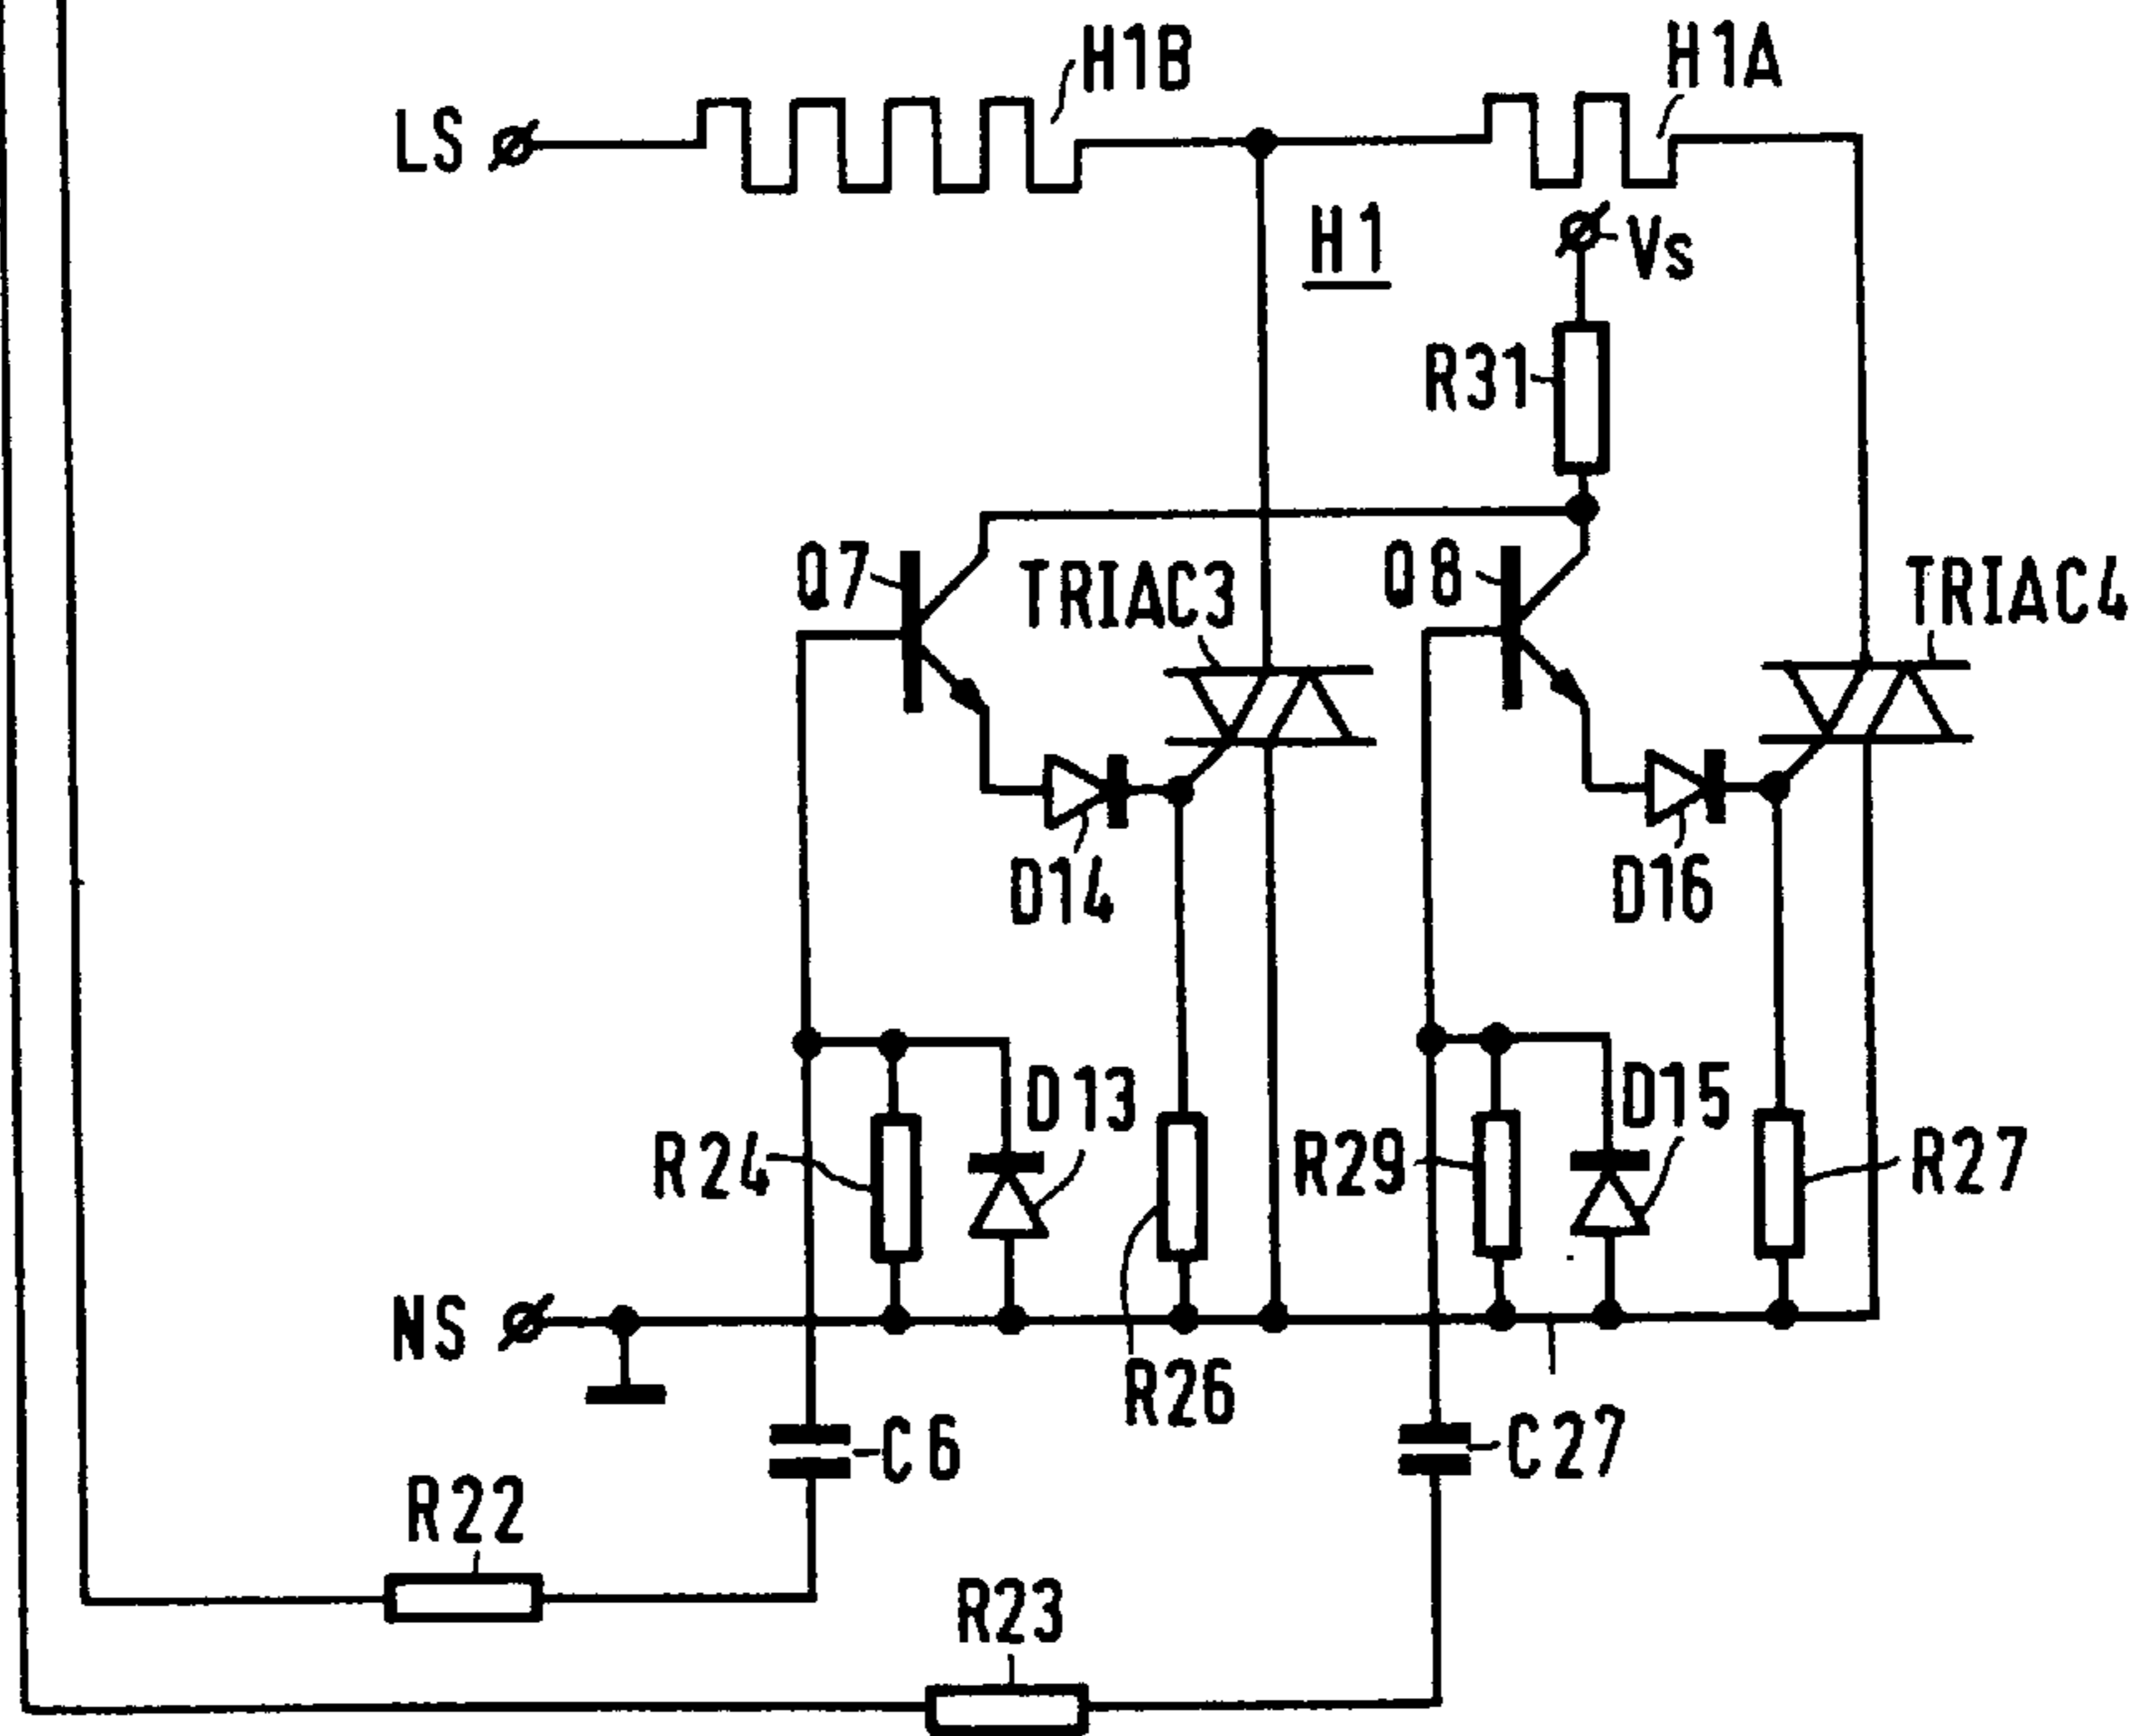 H1B
H1A
LS
H1
Vs
R31
Q7
TRIAC3
Q8
TRIAC4
D14
D16
D13
D15
R24
R29
R27
NS
R26
C6
C27
R22
R23